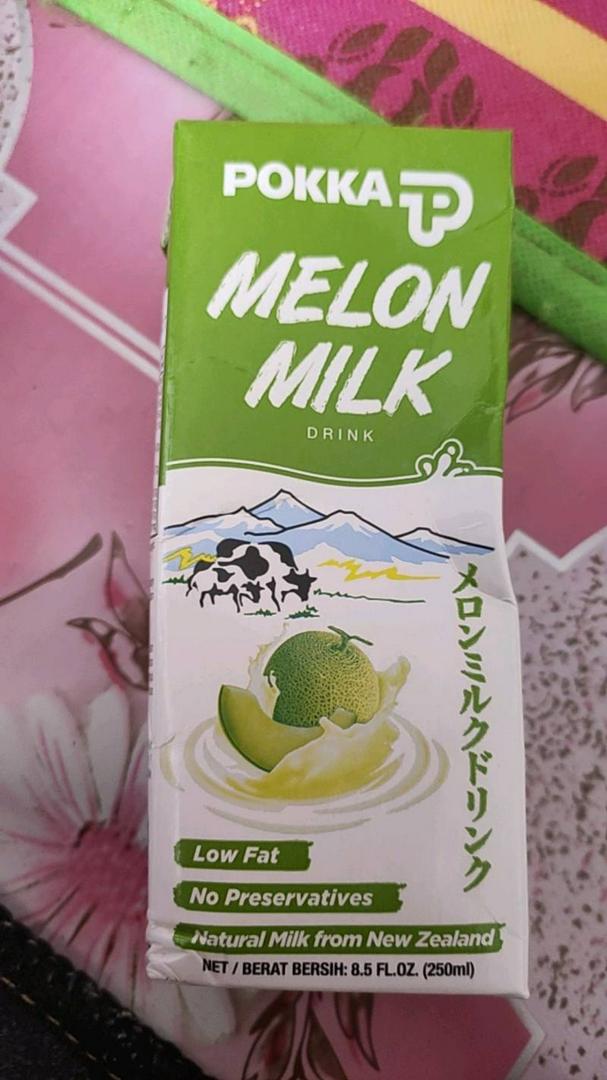 POKKA
MELON
MILK
DRINK
メロンミルクドリンク
Low Fat
No Preservatives
Natural Milk from New Zealand
NET / BERAT BERSIH: 8.5 FL.OZ. (250ml)